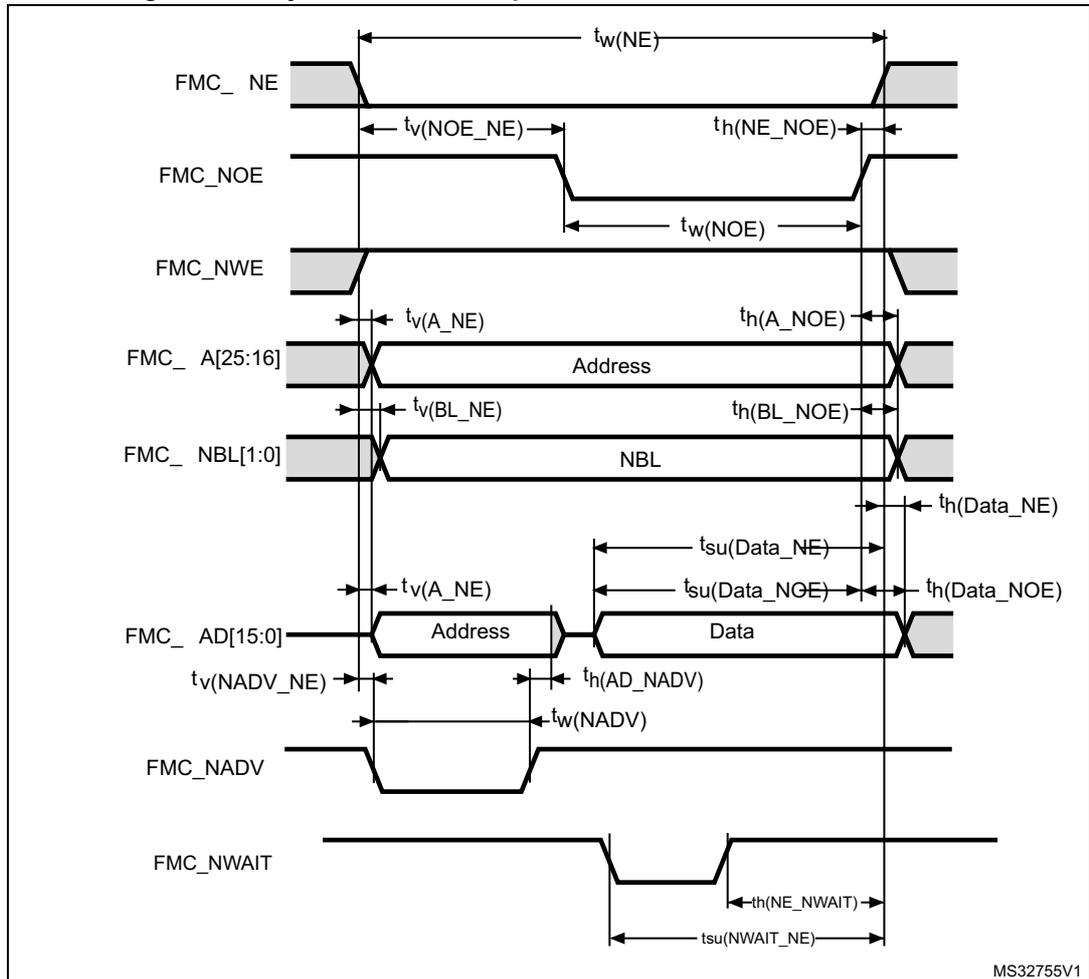 tw(NE)
FMC_ NE
tv(NOE_NE)
th(NE_NOE)
FMC_NOE
tw(NOE)
FMC_NWE
tv(A_NE)
th(A_NOE)
FMC_ A[25:16]
Address
tv(BL_NE)
th(BL_NOE)
FMC_ NBL[1:0]
NBL
th(Data_NE)
tsu(Data_NE)
tv(A_NE)
tsu(Data_NOE)
th(Data_NOE)
FMC_ AD[15:0]
Address
Data
tv(NADV_NE)
th(AD_NADV)
tw(NADV)
FMC_NADV
FMC_NWAIT
th(NE_NWAIT)
tsu(NWAIT_NE)
MS32755V1